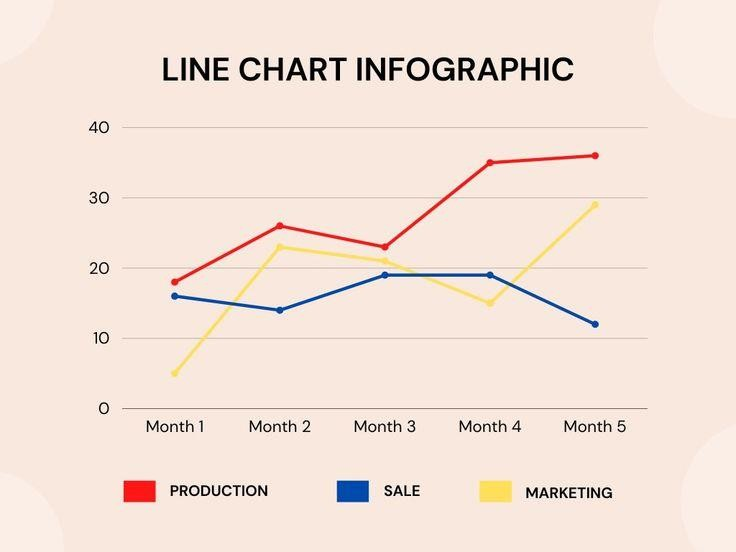 LINE CHART INFOGRAPHIC
40
30
20
10
0
Month 1 Month 2 Month 3 Month 4 Month 5
PRODUCTION SALE MARKETING